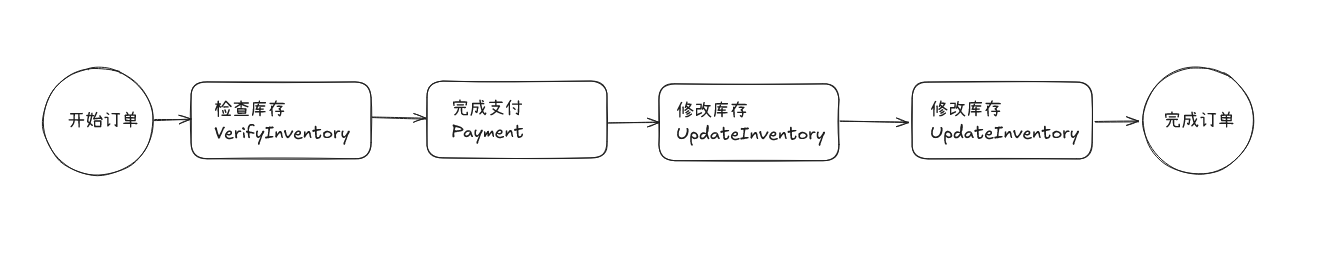 开始订单
检查库存
VerifyInventory
完成支付
Payment
修改库存
UpdateInventory
修改库存
UpdateInventory
完成订单